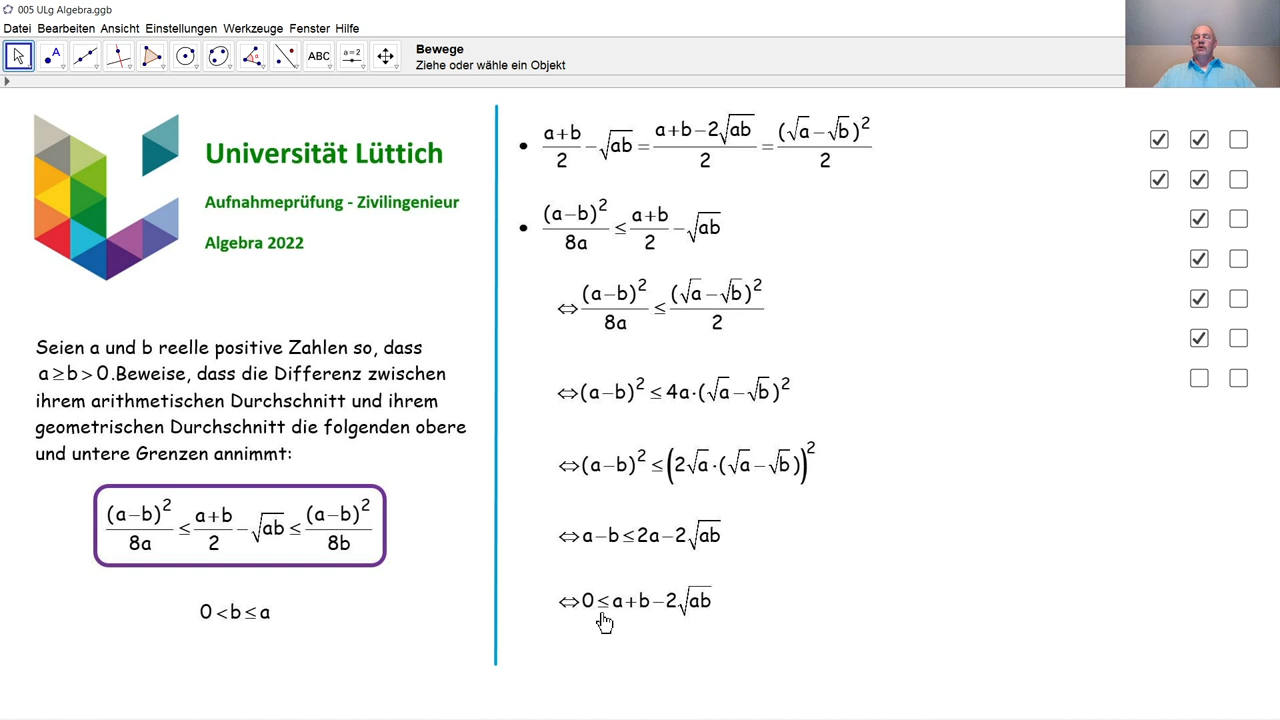 005 ULg Algebra.ggb
Datei Bearbeiten Ansicht Einstellungen Werkzeuge Fenster Hilfe
A
ABC
a=2
Bewege
Ziehe oder wähle ein Objekt
Universität Lüttich
Aufnahmeprüfung - Zivilingenieur
Algebra 2022
Seien a und b reelle positive Zahlen so, dass
a≥b>0.Beweise, dass die Differenz zwischen
ihrem arithmetischen Durchschnitt und ihrem
geometrischen Durchschnitt die folgenden obere
und untere Grenzen annimmt:
(a−b)²/8a ≤ a+b/2 − √ab ≤ (a−b)²/8b
0<b≤a
• a+b/2 − √ab = a+b−2√ab/2 = (√a−√b)²/2
• (a−b)²/8a ≤ a+b/2 − √ab
⇔ (a−b)²/8a ≤ (√a−√b)²/2
⇔ (a−b)² ≤ 4a·(√a−√b)²
⇔ (a−b)² ≤ (2√a·(√a−√b))²
⇔ a−b ≤ 2a−2√ab
⇔ 0 ≤ a+b−2√ab